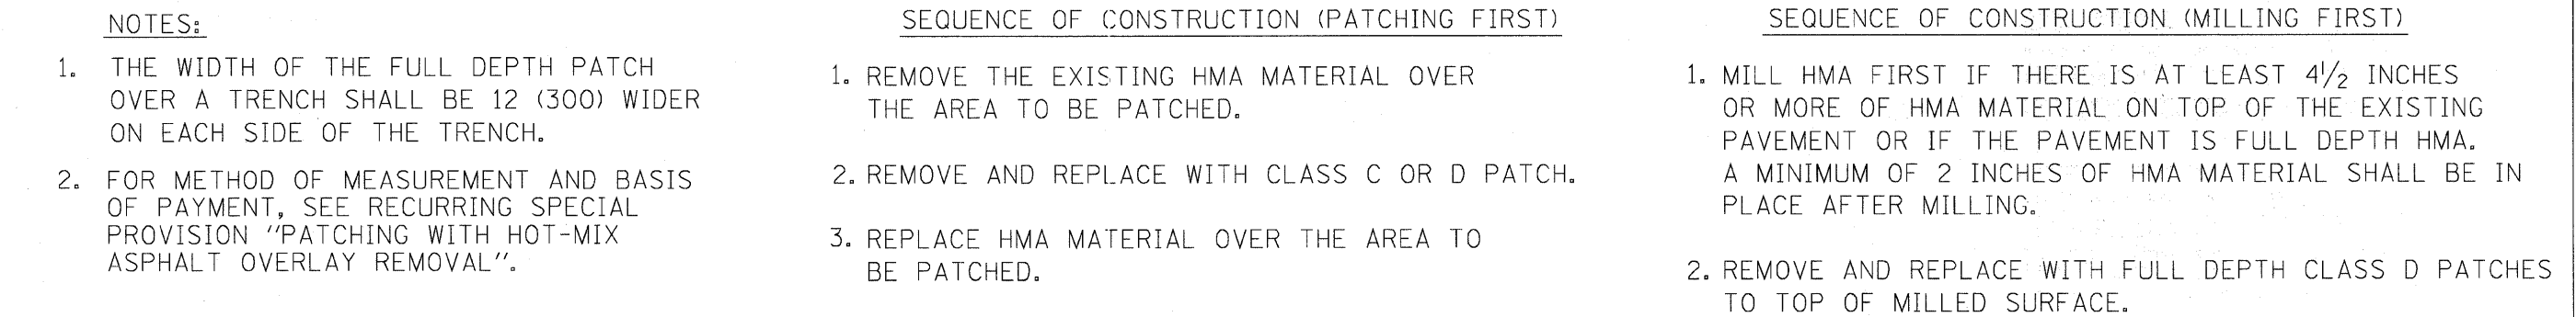 NOTES:
1. THE WIDTH OF THE FULL DEPTH PATCH
OVER A TRENCH SHALL BE 12 (300) WIDER
ON EACH SIDE OF THE TRENCH.
2. FOR METHOD OF MEASUREMENT AND BASIS
OF PAYMENT, SEE RECURRING SPECIAL
PROVISION "PATCHING WITH HOT-MIX
ASPHALT OVERLAY REMOVAL".
SEQUENCE OF CONSTRUCTION (PATCHING FIRST)
1. REMOVE THE EXISTING HMA MATERIAL OVER
THE AREA TO BE PATCHED.
2. REMOVE AND REPLACE WITH CLASS C OR D PATCH.
3. REPLACE HMA MATERIAL OVER THE AREA TO
BE PATCHED.
SEQUENCE OF CONSTRUCTION (MILLING FIRST)
1. MILL HMA FIRST IF THERE IS AT LEAST 4 1/2 INCHES
OR MORE OF HMA MATERIAL ON TOP OF THE EXISTING
PAVEMENT OR IF THE PAVEMENT IS FULL DEPTH HMA.
A MINIMUM OF 2 INCHES OF HMA MATERIAL SHALL BE IN
PLACE AFTER MILLING.
2. REMOVE AND REPLACE WITH FULL DEPTH CLASS D PATCHES
TO TOP OF MILLED SURFACE.